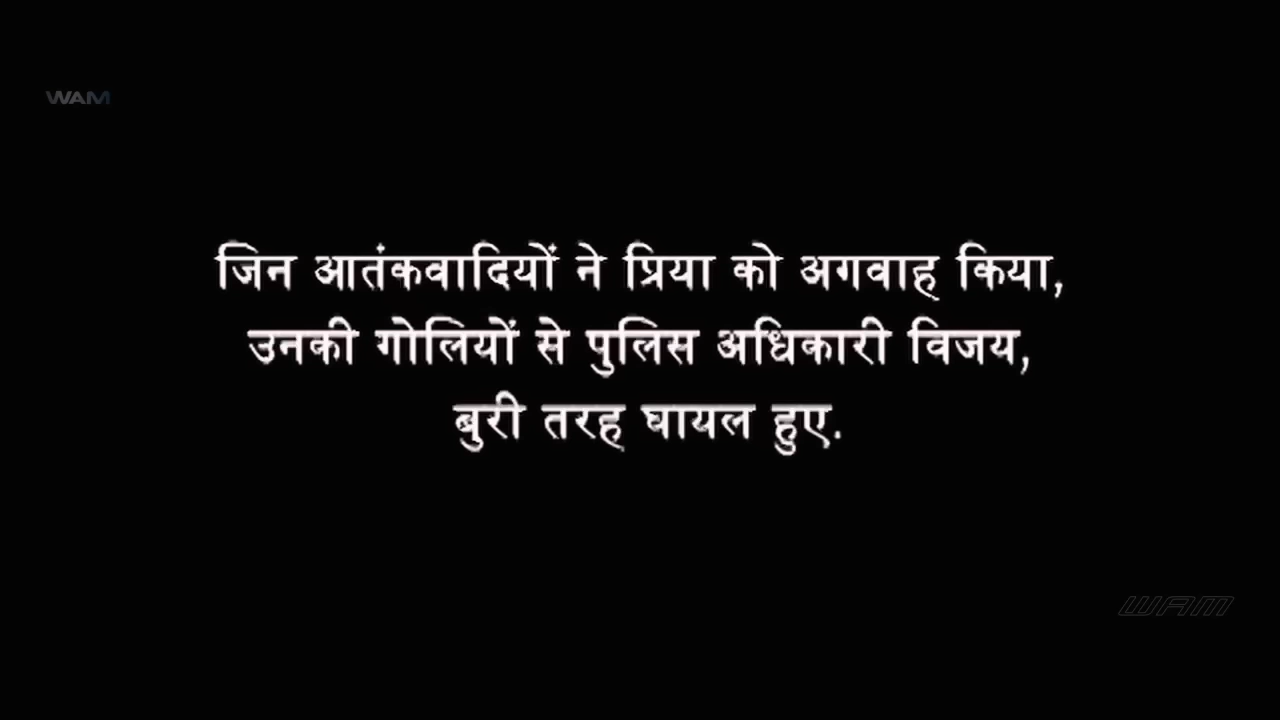 WAM
जिन आतंकवादियों ने प्रिया को अगवाह किया,
उनकी गोलियों से पुलिस अधिकारी विजय,
बुरी तरह घायल हुए.
WAM